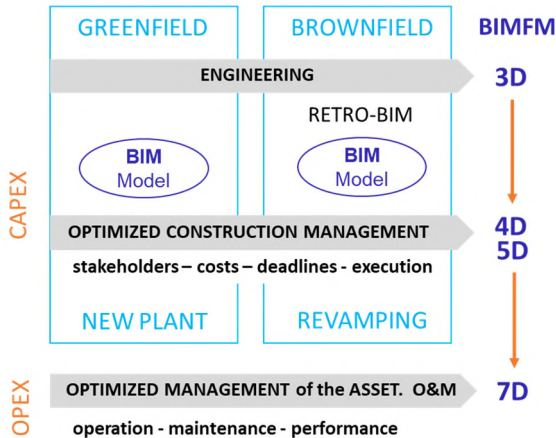 GREENFIELD
BROWNFIELD
BIMFM
ENGINEERING
3D
RETRO-BIM
BIM
Model
BIM
Model
CAPEX
OPTIMIZED CONSTRUCTION MANAGEMENT
4D
5D
stakeholders – costs – deadlines - execution
NEW PLANT
REVAMPING
OPEX
OPTIMIZED MANAGEMENT of the ASSET. O&M
7D
operation - maintenance - performance